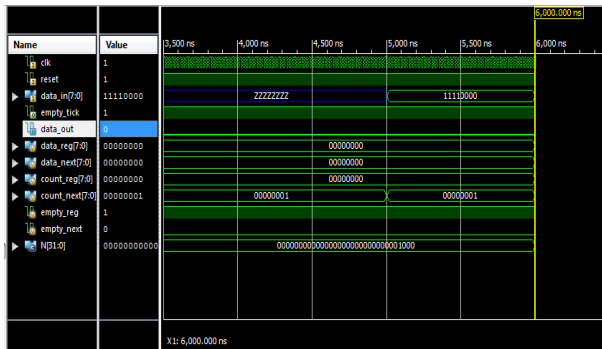 6,000.000 ns
Name Value 3,500 ns 4,000 ns 4,500 ns 5,000 ns 5,500 ns 6,000 ns
clk 1
reset 1
data_in[7:0] 11110000 ZZZZZZZZ 11110000
empty_tick 1
data_out 0
data_reg[7:0] 00000000 00000000
data_next[7:0] 00000000 00000000
count_reg[7:0] 00000000 00000000
count_next[7:0] 00000001 00000001 00000001
empty_reg 1
empty_next 0
N[31:0] 00000000000 00000000000000000000000000001000
X1: 6,000.000 ns